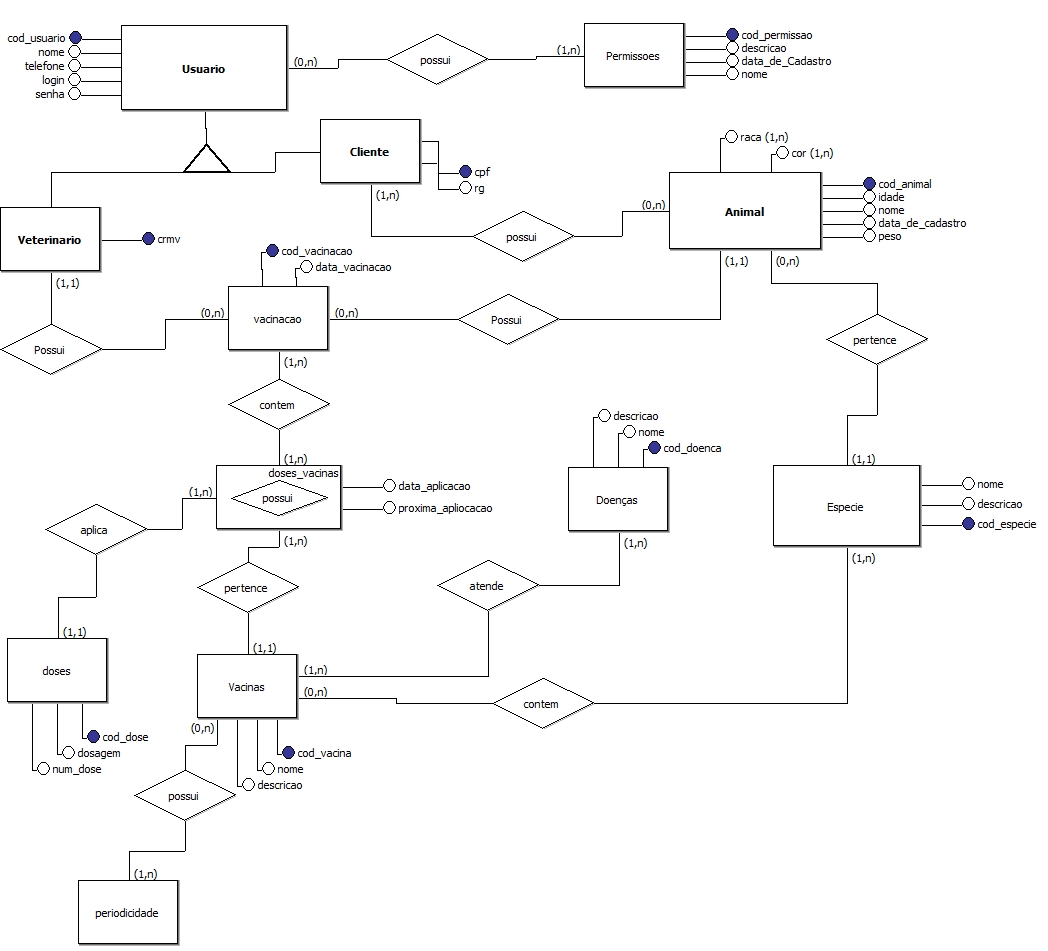 cod_usuario
nome
telefone
login
senha
Usuario
(0,n)
possui
(1,n)
Permissoes
cod_permissao
descricao
data_de_Cadastro
nome
Cliente
(1,n)
cpf
rg
raca (1,n)
cor (1,n)
Animal
cod_animal
idade
nome
data_de_cadastro
peso
(0,n)
possui
(1,1)
(0,n)
Veterinario
crmv
(1,1)
cod_vacinacao
data_vacinacao
vacinacao
(0,n)
(0,n)
Possui
Possui
pertence
(1,n)
contem
(1,n)
doses_vacinas
possui
data_aplicacao
proxima_apliocacao
(1,n)
aplica
(1,n)
descricao
nome
cod_doenca
Doenças
(1,n)
(1,1)
Especie
nome
descricao
cod_especie
(1,n)
pertence
atende
(1,1)
doses
cod_dose
dosagem
num_dose
(1,1)
Vacinas
(1,n)
(0,n)
contem
(0,n)
cod_vacina
nome
descricao
possui
(1,n)
periodicidade